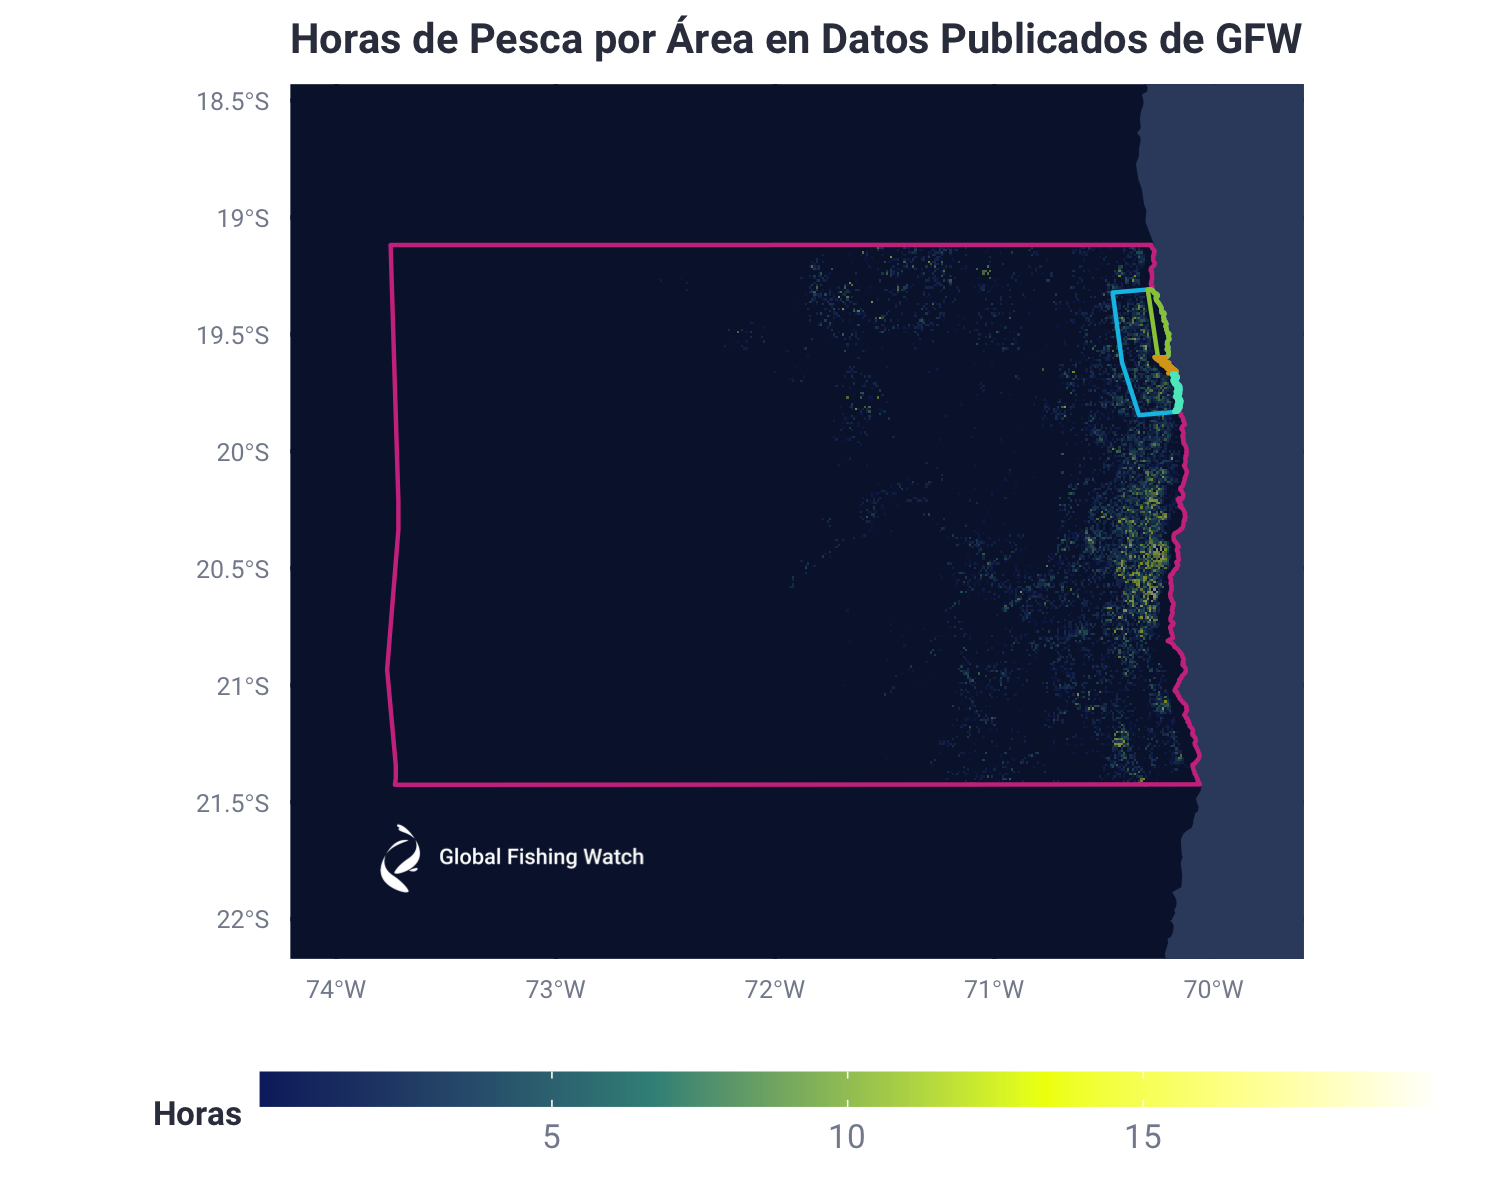 Horas de Pesca por Área en Datos Publicados de GFW
18.5°S
19°S
19.5°S
20°S
20.5°S
21°S
21.5°S
22°S
Global Fishing Watch
74°W 73°W 72°W 71°W 70°W
Horas
5 10 15